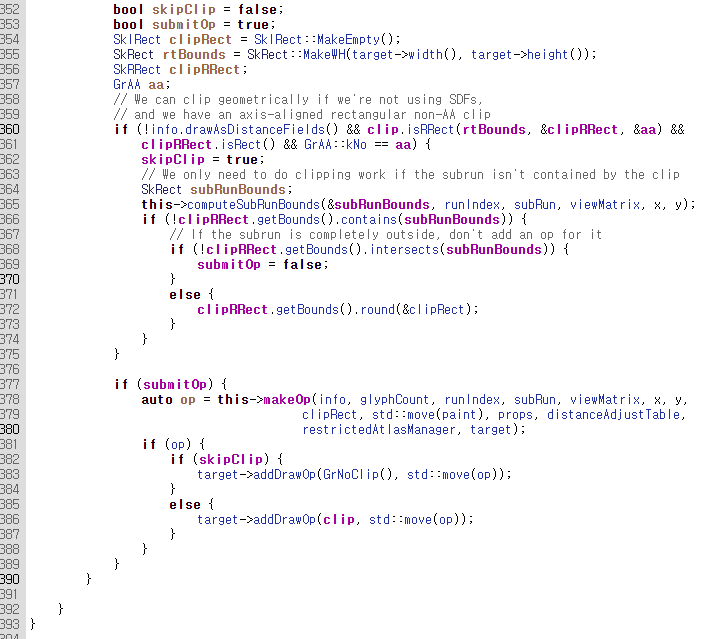 352 bool skipClip = false;
353 bool submitOp = true;
354 SkIRect clipRect = SkIRect::MakeEmpty();
355 SkRect rtBounds = SkRect::MakeWH(target->width(), target->height());
356 SkRRect clipRRect;
357 GrAA aa;
358 // We can clip geometrically if we're not using SDFs,
359 // and we have an axis-aligned rectangular non-AA clip
360 if (!info.drawAsDistanceFields() && clip.isRRect(rtBounds, &clipRRect, &aa) &&
361 clipRRect.isRect() && GrAA::kNo == aa) {
362 skipClip = true;
363 // We only need to do clipping work if the subrun isn't contained by the clip
364 SkRect subRunBounds;
365 this->computeSubRunBounds(&subRunBounds, runIndex, subRun, viewMatrix, x, y);
366 if (!clipRRect.getBounds().contains(subRunBounds)) {
367 // If the subrun is completely outside, don't add an op for it
368 if (!clipRRect.getBounds().intersects(subRunBounds)) {
369 submitOp = false;
370 }
371 else {
372 clipRRect.getBounds().round(&clipRect);
373 }
374 }
375 }
376
377 if (submitOp) {
378 auto op = this->makeOp(info, glyphCount, runIndex, subRun, viewMatrix, x, y,
379 clipRect, std::move(paint), props, distanceAdjustTable,
380 restrictedAtlasManager, target);
381 if (op) {
382 if (skipClip) {
383 target->addDrawOp(GrNoClip(), std::move(op));
384 }
385 else {
386 target->addDrawOp(clip, std::move(op));
387 }
388 }
389 }
390 }
391
392 }
393 }